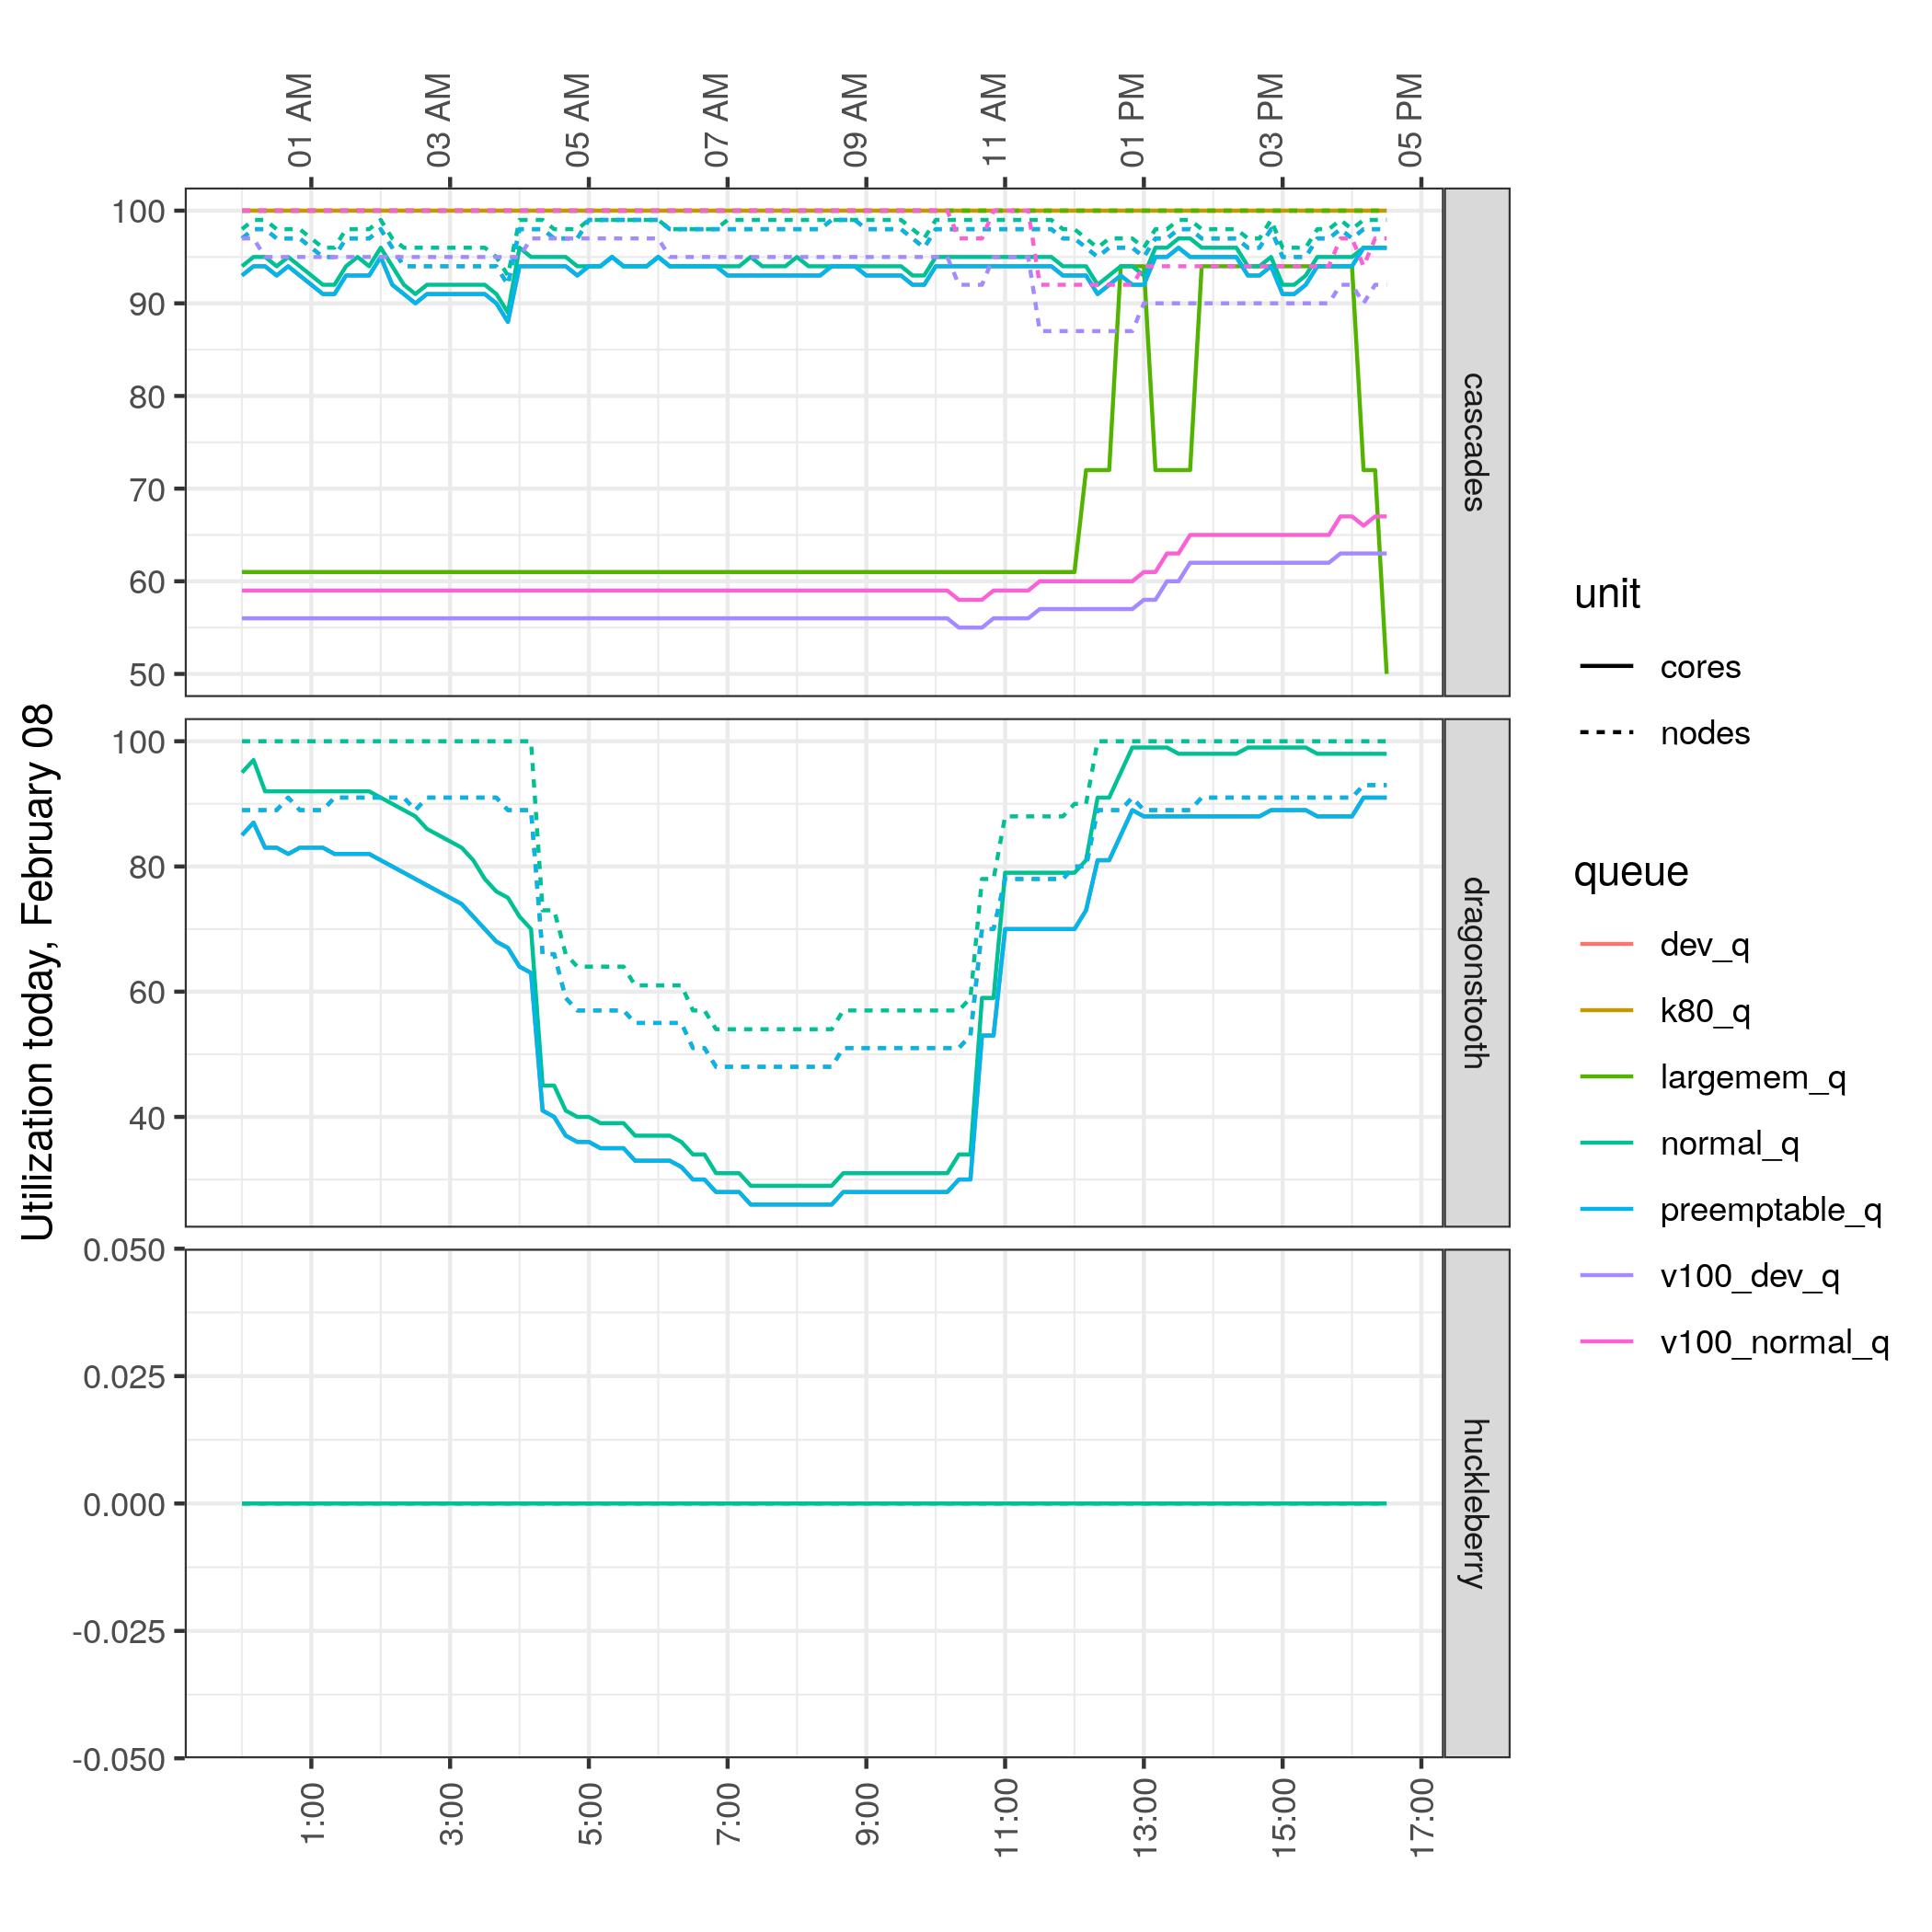 01 AM
03 AM
05 AM
07 AM
09 AM
11 AM
01 PM
03 PM
05 PM
Utilization today, February 08
100
90
80
70
60
50
cascades
100
80
60
40
dragonstooth
0.050
0.025
0.000
-0.025
-0.050
huckleberry
1:00
3:00
5:00
7:00
9:00
11:00
13:00
15:00
17:00
unit
cores
nodes
queue
dev_q
k80_q
largemem_q
normal_q
preemptable_q
v100_dev_q
v100_normal_q